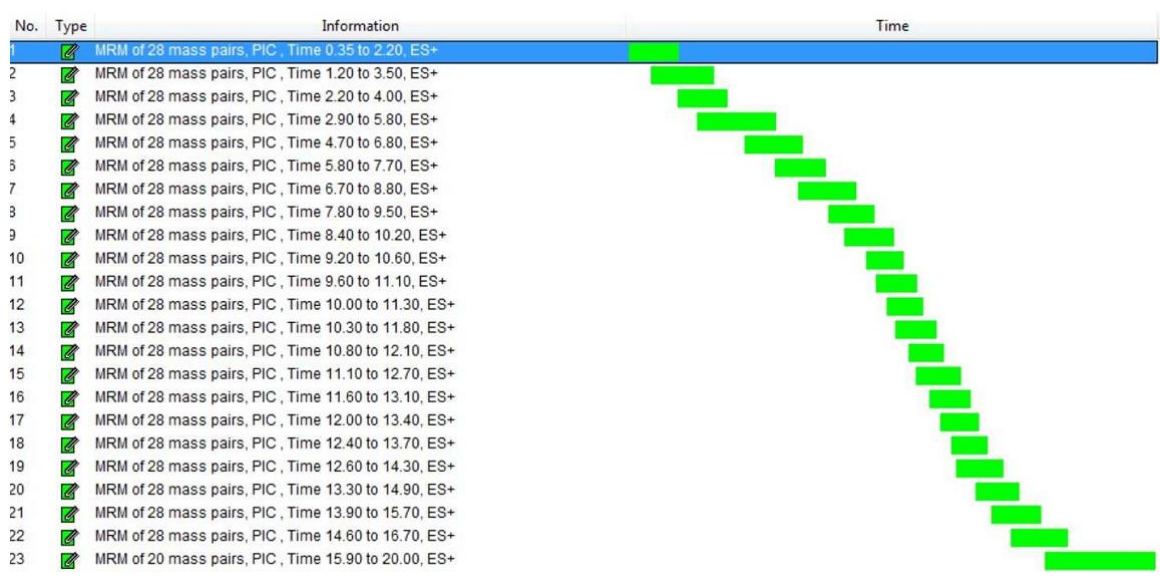 No. Type Information Time
1 MRM of 28 mass pairs, PIC , Time 0.35 to 2.20, ES+
2 MRM of 28 mass pairs, PIC , Time 1.20 to 3.50, ES+
3 MRM of 28 mass pairs, PIC , Time 2.20 to 4.00, ES+
4 MRM of 28 mass pairs, PIC , Time 2.90 to 5.80, ES+
5 MRM of 28 mass pairs, PIC , Time 4.70 to 6.80, ES+
6 MRM of 28 mass pairs, PIC , Time 5.80 to 7.70, ES+
7 MRM of 28 mass pairs, PIC , Time 6.70 to 8.80, ES+
8 MRM of 28 mass pairs, PIC , Time 7.80 to 9.50, ES+
9 MRM of 28 mass pairs, PIC , Time 8.40 to 10.20, ES+
10 MRM of 28 mass pairs, PIC , Time 9.20 to 10.60, ES+
11 MRM of 28 mass pairs, PIC , Time 9.60 to 11.10, ES+
12 MRM of 28 mass pairs, PIC , Time 10.00 to 11.30, ES+
13 MRM of 28 mass pairs, PIC , Time 10.30 to 11.80, ES+
14 MRM of 28 mass pairs, PIC , Time 10.80 to 12.10, ES+
15 MRM of 28 mass pairs, PIC , Time 11.10 to 12.70, ES+
16 MRM of 28 mass pairs, PIC , Time 11.60 to 13.10, ES+
17 MRM of 28 mass pairs, PIC , Time 12.00 to 13.40, ES+
18 MRM of 28 mass pairs, PIC , Time 12.40 to 13.70, ES+
19 MRM of 28 mass pairs, PIC , Time 12.60 to 14.30, ES+
20 MRM of 28 mass pairs, PIC , Time 13.30 to 14.90, ES+
21 MRM of 28 mass pairs, PIC , Time 13.90 to 15.70, ES+
22 MRM of 28 mass pairs, PIC , Time 14.60 to 16.70, ES+
23 MRM of 20 mass pairs, PIC , Time 15.90 to 20.00, ES+